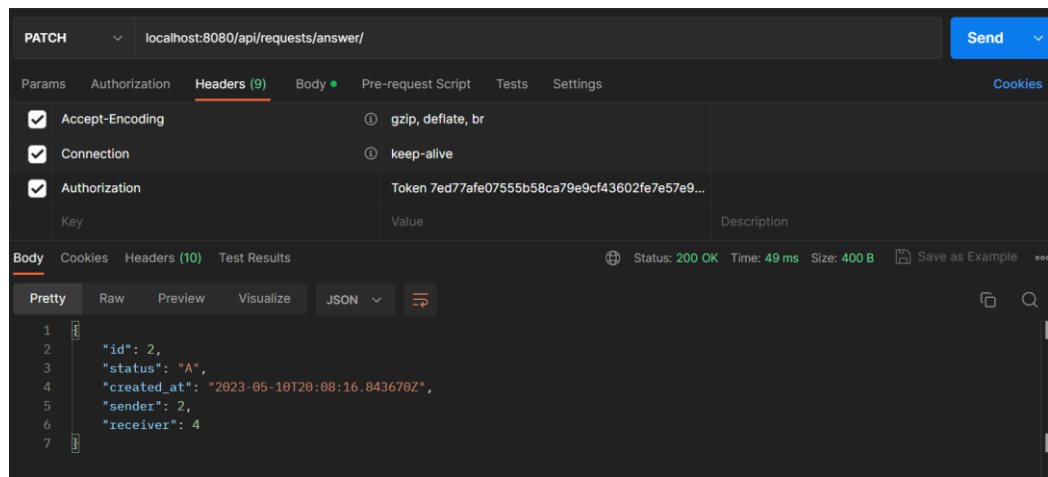 PATCH localhost:8080/api/requests/answer/ Send
Params Authorization Headers (9) Body Pre-request Script Tests Settings Cookies
Accept-Encoding gzip, deflate, br
Connection keep-alive
Authorization Token 7ed77afe07555b58ca79e9cf43602fe7e57e9...
Key Value Description
Body Cookies Headers (10) Test Results Status: 200 OK Time: 49 ms Size: 400 B Save as Example
Pretty Raw Preview Visualize JSON
1 {
2 "id": 2,
3 "status": "A",
4 "created_at": "2023-05-10T20:08:16.843670Z",
5 "sender": 2,
6 "receiver": 4
7 }